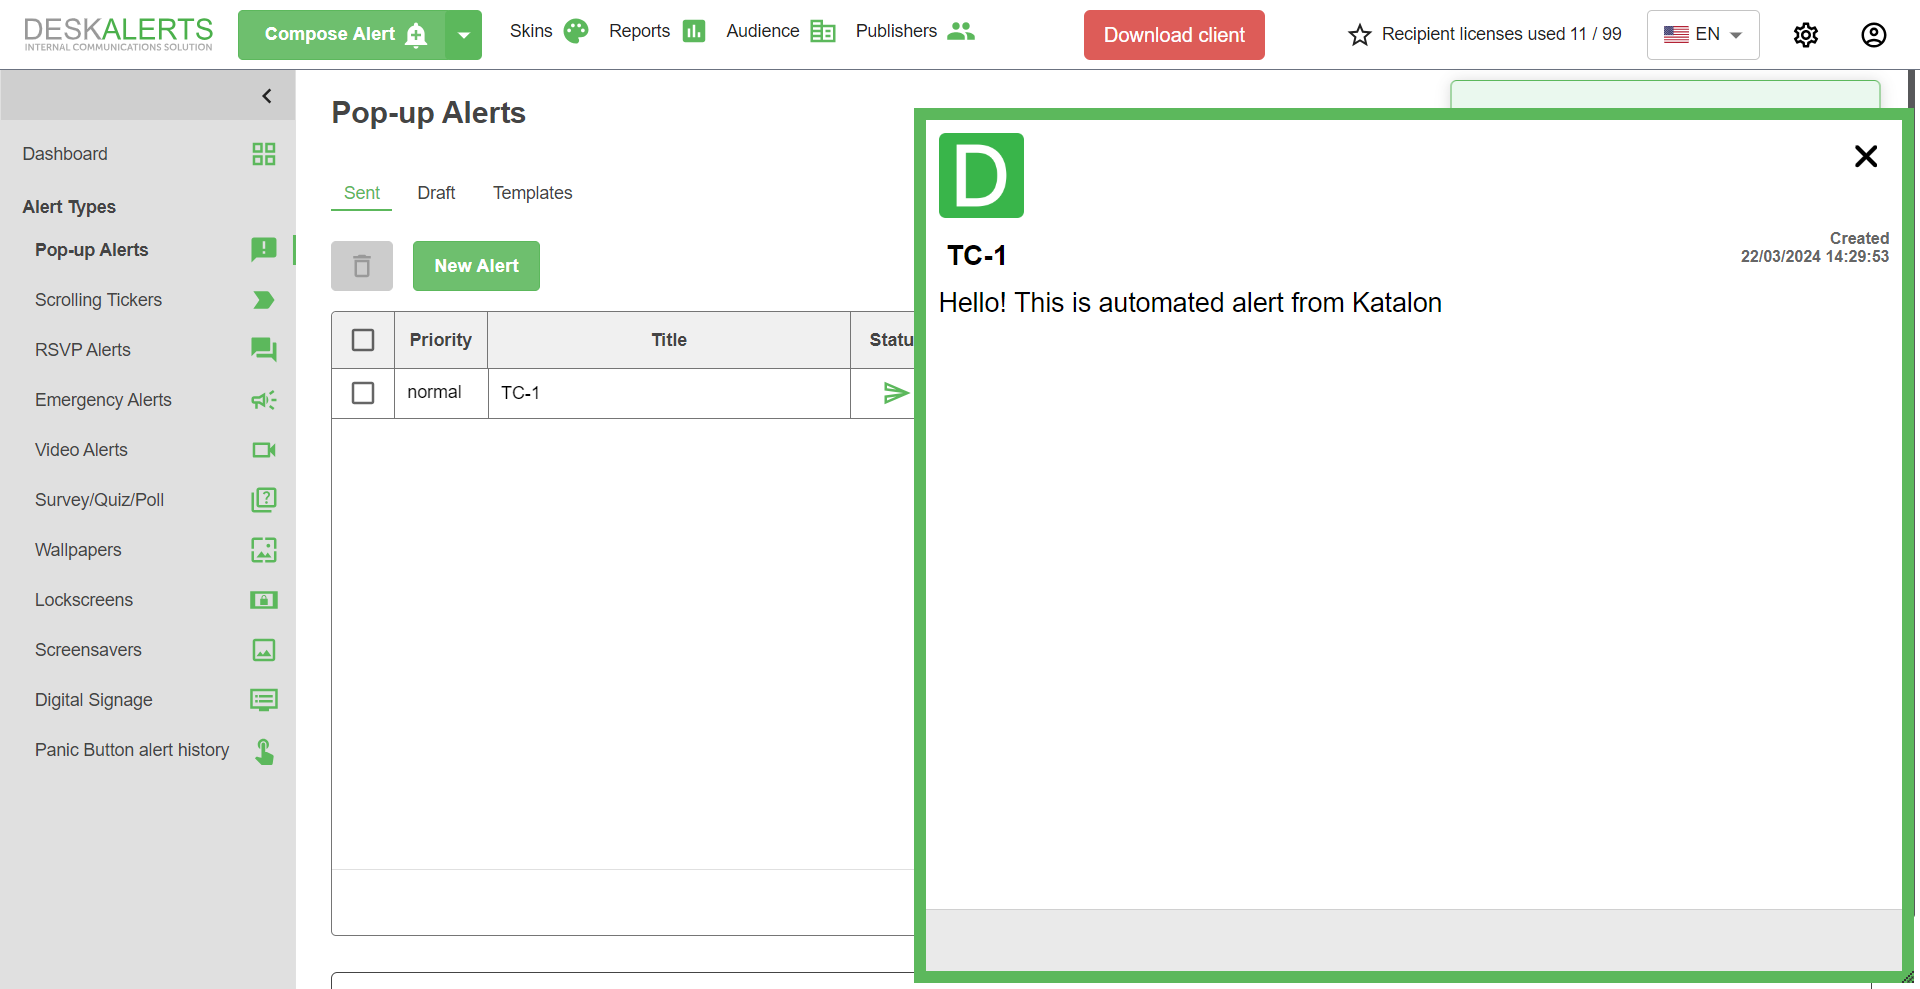 DESKALERTS
INTERNAL COMMUNICATIONS SOLUTION
Compose Alert
Skins
Reports
Audience
Publishers
Download client
Recipient licenses used 11 / 99
EN
Dashboard
Alert Types
Pop-up Alerts
Scrolling Tickers
RSVP Alerts
Emergency Alerts
Video Alerts
Survey/Quiz/Poll
Wallpapers
Lockscreens
Screensavers
Digital Signage
Panic Button alert history
Pop-up Alerts
Sent
Draft
Templates
New Alert
Priority
Title
Statu
normal
TC-1
D
TC-1
Created
22/03/2024 14:29:53
Hello! This is automated alert from Katalon